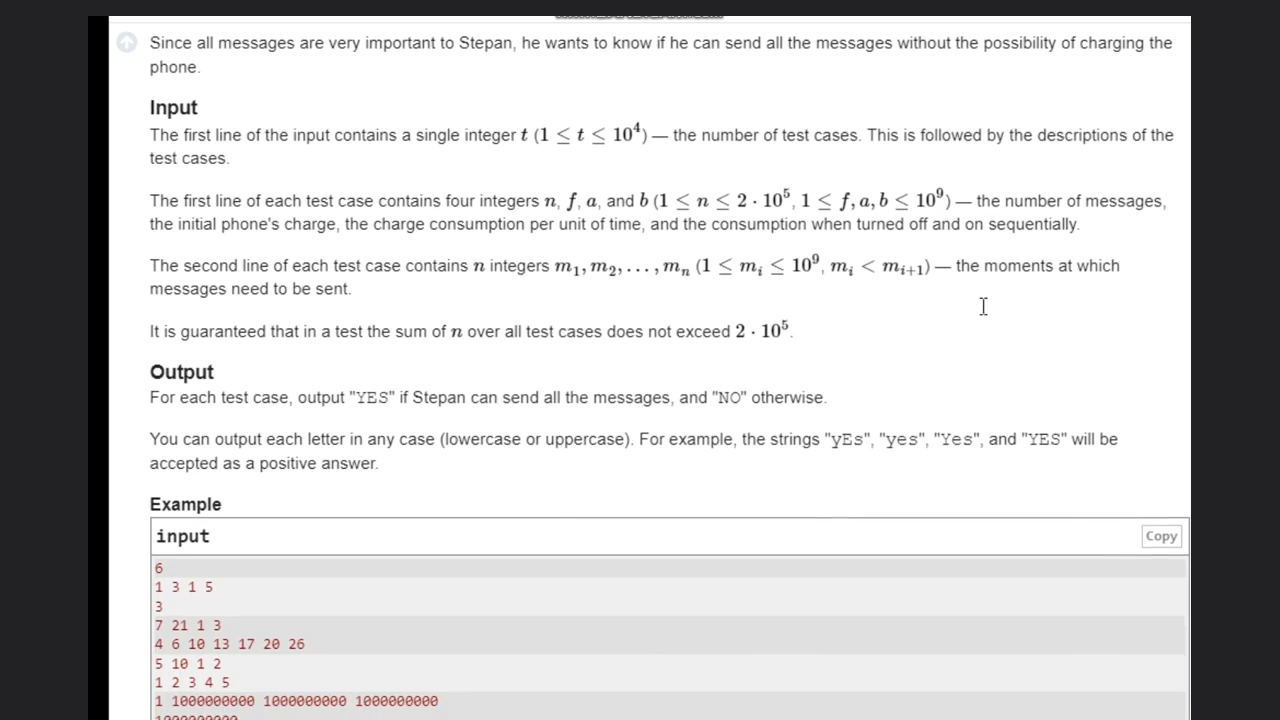 Since all messages are very important to Stepan, he wants to know if he can send all the messages without the possibility of charging the
phone.
Input
The first line of the input contains a single integer t (1 ≤ t ≤ 10⁴) — the number of test cases. This is followed by the descriptions of the
test cases.
The first line of each test case contains four integers n, f, a, and b (1 ≤ n ≤ 2 · 10⁵, 1 ≤ f, a, b ≤ 10⁹) — the number of messages,
the initial phone's charge, the charge consumption per unit of time, and the consumption when turned off and on sequentially.
The second line of each test case contains n integers m₁, m₂, . . . , mₙ (1 ≤ mᵢ ≤ 10⁹, mᵢ < mᵢ₊₁) — the moments at which
messages need to be sent.
It is guaranteed that in a test the sum of n over all test cases does not exceed 2 · 10⁵.
Output
For each test case, output "YES" if Stepan can send all the messages, and "NO" otherwise.
You can output each letter in any case (lowercase or uppercase). For example, the strings "yEs", "yes", "Yes", and "YES" will be
accepted as a positive answer.
Example
input
Copy
6
1 3 1 5
3
7 21 1 3
4 6 10 13 17 20 26
5 10 1 2
1 2 3 4 5
1 1000000000 1000000000 1000000000
1000000000